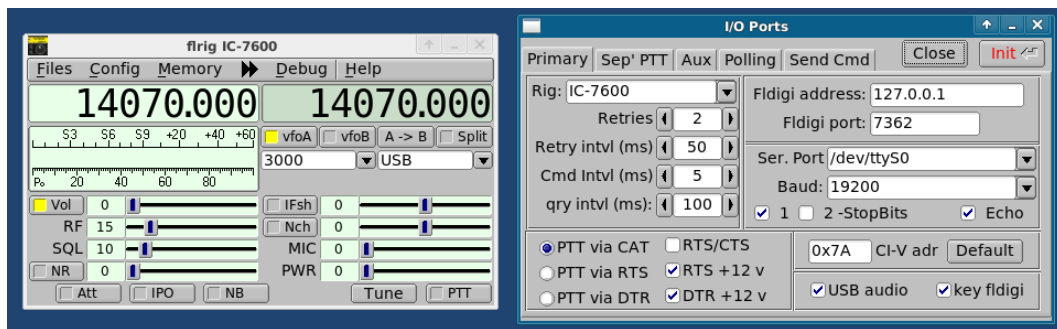 flrig IC-7600
Files Config Memory Debug Help
14070.000 14070.000
S3 S6 S9 +20 +40 +60
vfoA vfoB A -> B Split
3000 USB
Po 20 40 60 80
Vol 0 IFsh 0
RF 15 Nch 0
SQL 10 MIC 0
NR 0 PWR 0
Att IPO NB Tune PTT
I/O Ports
Primary Sep' PTT Aux Polling Send Cmd Close Init
Rig: IC-7600
Retries 2
Retry intvl (ms) 50
Cmd Intvl (ms) 5
qry intvl (ms): 100
Fldigi address: 127.0.0.1
Fldigi port: 7362
Ser. Port /dev/ttyS0
Baud: 19200
1 2 -StopBits Echo
PTT via CAT RTS/CTS
PTT via RTS RTS +12 v
PTT via DTR DTR +12 v
0x7A CI-V adr Default
USB audio key fldigi